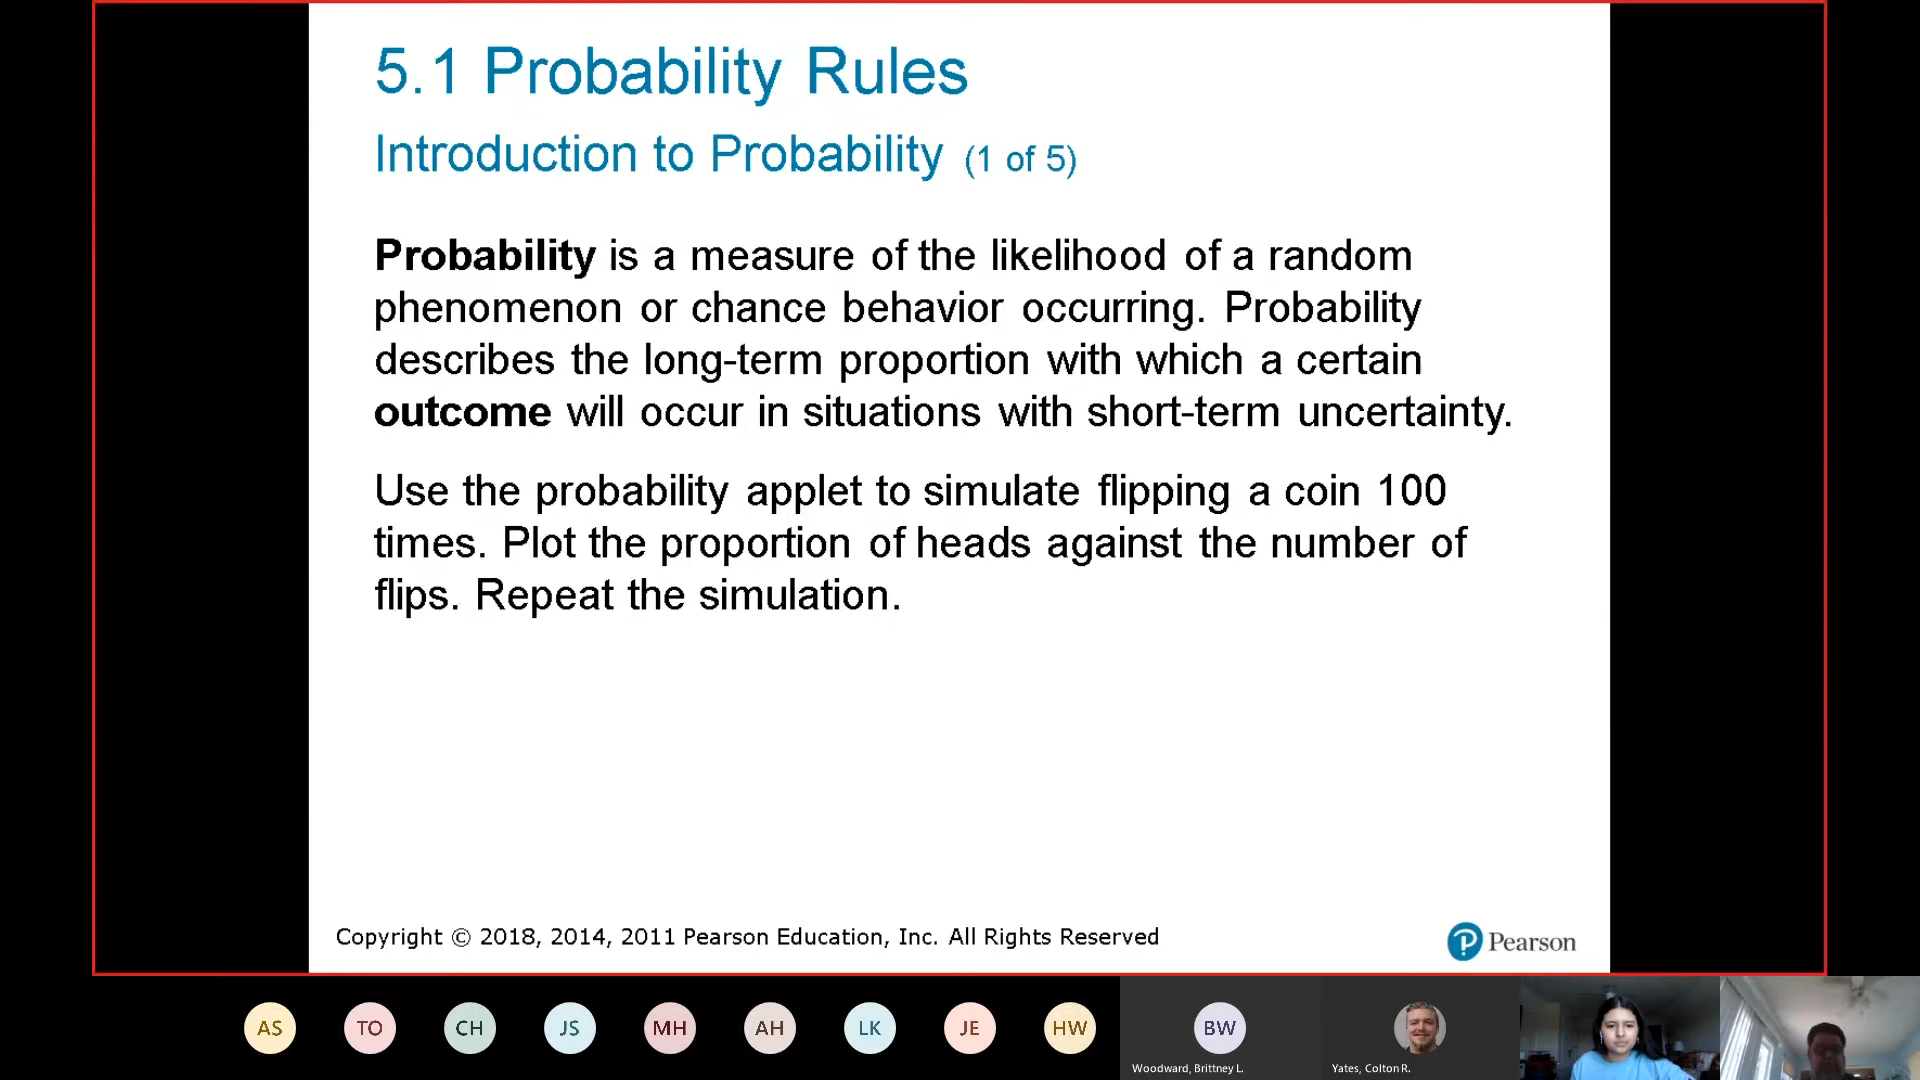 5.1 Probability Rules
Introduction to Probability (1 of 5)
Probability is a measure of the likelihood of a random
phenomenon or chance behavior occurring. Probability
describes the long-term proportion with which a certain
outcome will occur in situations with short-term uncertainty.
Use the probability applet to simulate flipping a coin 100
times. Plot the proportion of heads against the number of
flips. Repeat the simulation.
Copyright © 2018, 2014, 2011 Pearson Education, Inc. All Rights Reserved
Pearson
AS TO CH JS MH AH LK JE HW BW
Woodward, Brittney L. Yates, Colton R.